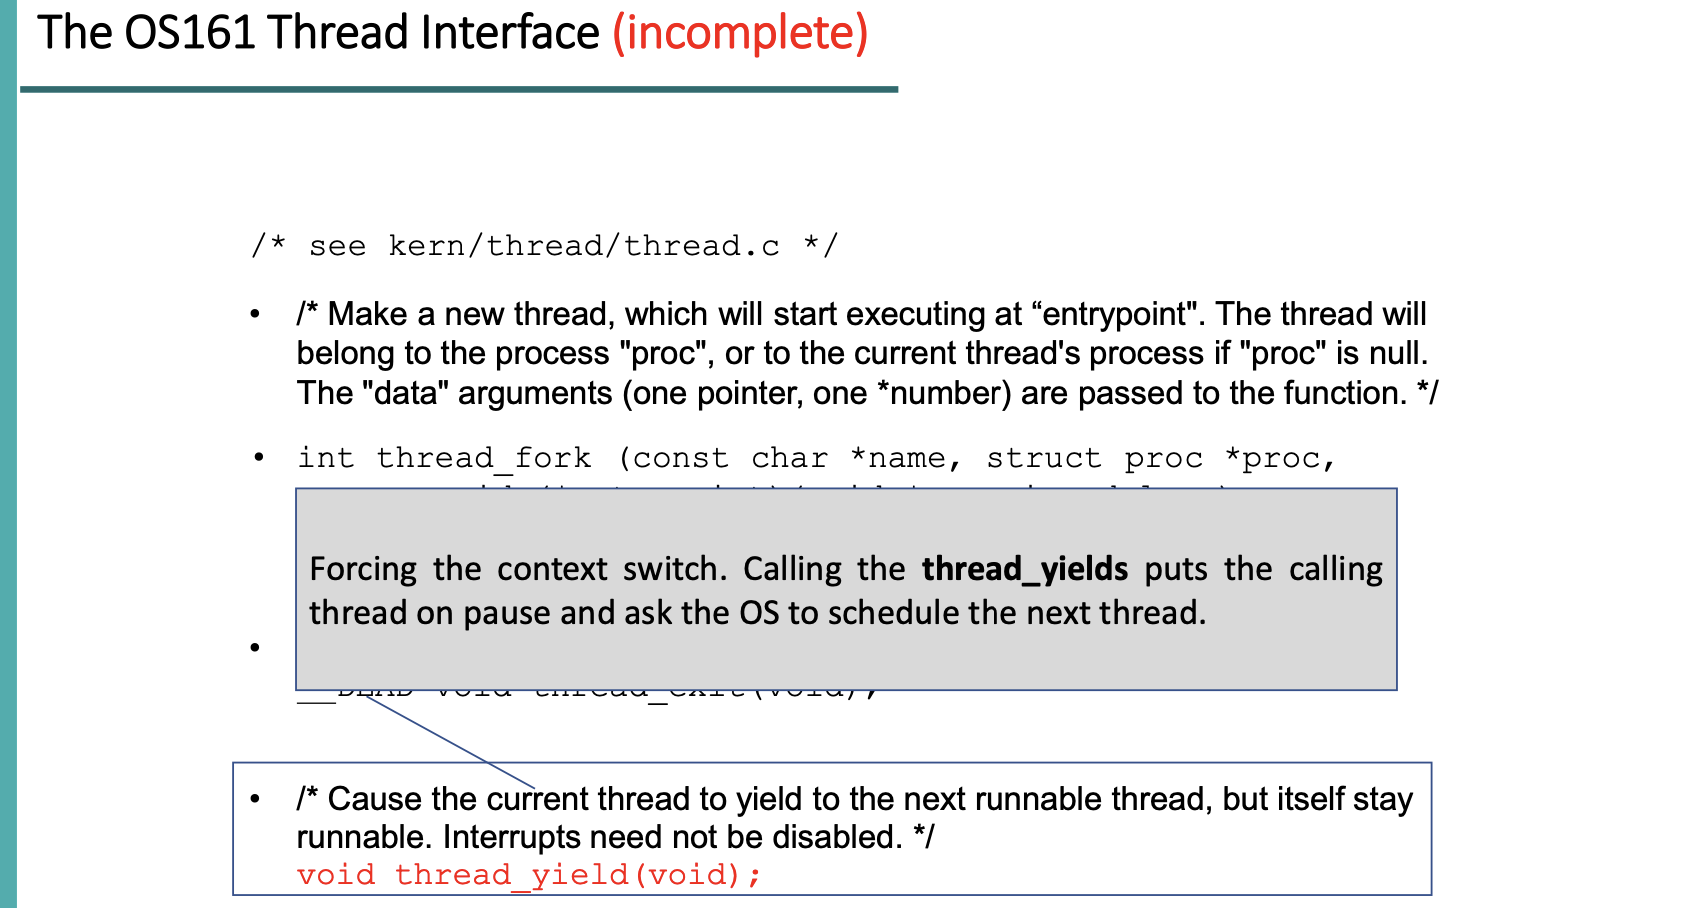 The OS161 Thread Interface (incomplete)
/* see kern/thread/thread.c */
• /* Make a new thread, which will start executing at “entrypoint". The thread will
belong to the process "proc", or to the current thread's process if "proc" is null.
The "data" arguments (one pointer, one *number) are passed to the function. */
• int thread_fork (const char *name, struct proc *proc,
Forcing the context switch. Calling the thread_yields puts the calling
thread on pause and ask the OS to schedule the next thread.
•
__DEAD void thread_exit(void);
• /* Cause the current thread to yield to the next runnable thread, but itself stay
runnable. Interrupts need not be disabled. */
void thread_yield(void);